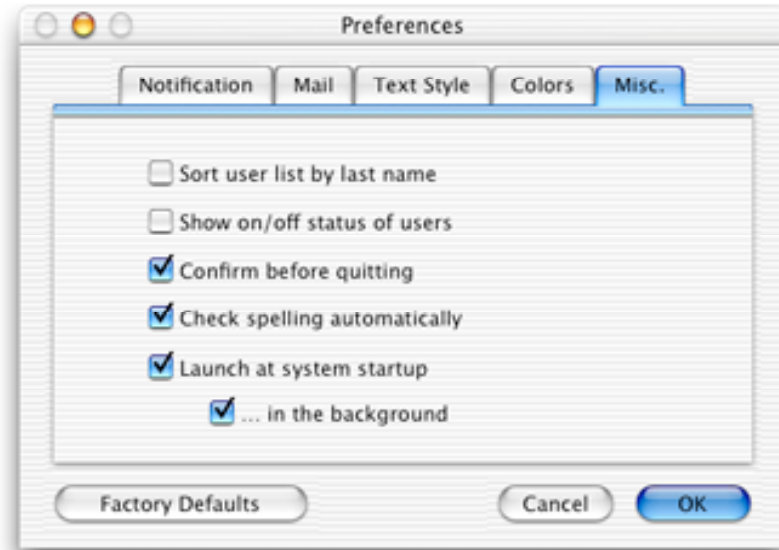 Preferences
Notification Mail Text Style Colors Misc.
Sort user list by last name
Show on/off status of users
Confirm before quitting
Check spelling automatically
Launch at system startup
... in the background
Factory Defaults Cancel OK